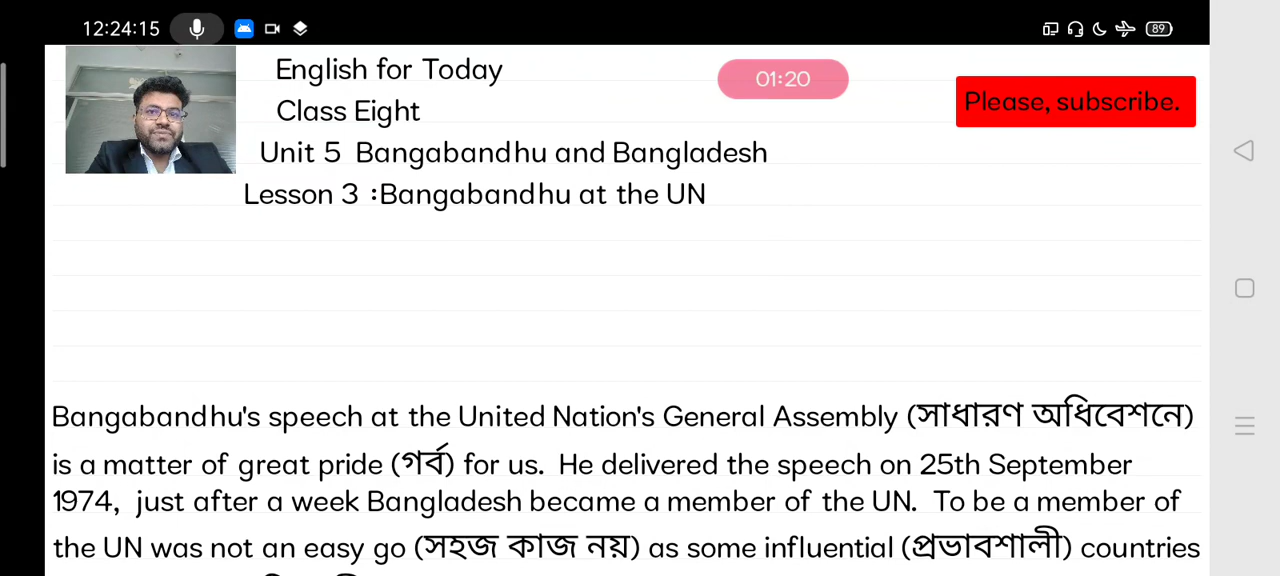 12:24:15
89
English for Today
01:20
Please, subscribe.
Class Eight
Unit 5 Bangabandhu and Bangladesh
Lesson 3 :Bangabandhu at the UN
Bangabandhu's speech at the United Nation's General Assembly (সাধারণ অধিবেশনে)
is a matter of great pride (গর্ব) for us. He delivered the speech on 25th September
1974, just after a week Bangladesh became a member of the UN. To be a member of
the UN was not an easy go (সহজ কাজ নয়) as some influential (প্রভাবশালী) countries